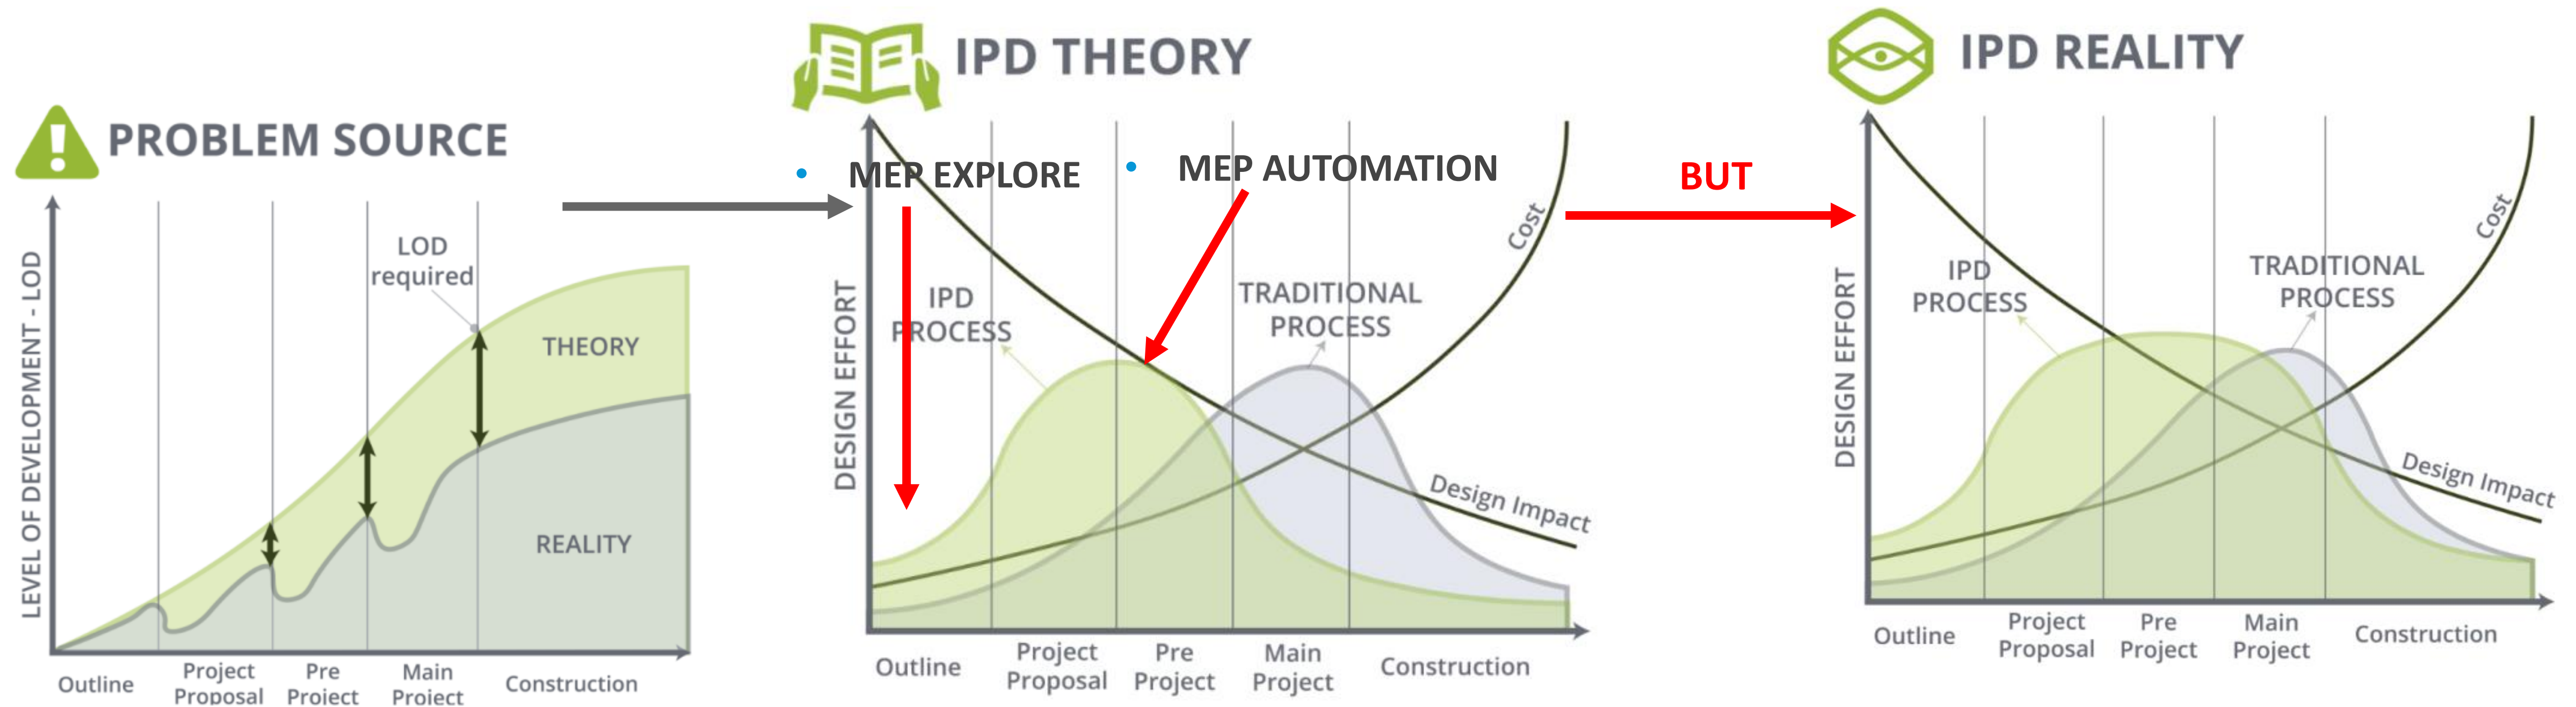 PROBLEM SOURCE
LEVEL OF DEVELOPMENT - LOD
LOD
required
THEORY
REALITY
Outline
Project
Proposal
Pre
Project
Main
Project
Construction
IPD THEORY
• MEP EXPLORE
• MEP AUTOMATION
DESIGN EFFORT
IPD
PROCESS
TRADITIONAL
PROCESS
Cost
Design Impact
Outline
Project
Proposal
Pre
Project
Main
Project
Construction
BUT
IPD REALITY
DESIGN EFFORT
IPD
PROCESS
TRADITIONAL
PROCESS
Cost
Design Impact
Outline
Project
Proposal
Pre
Project
Main
Project
Construction